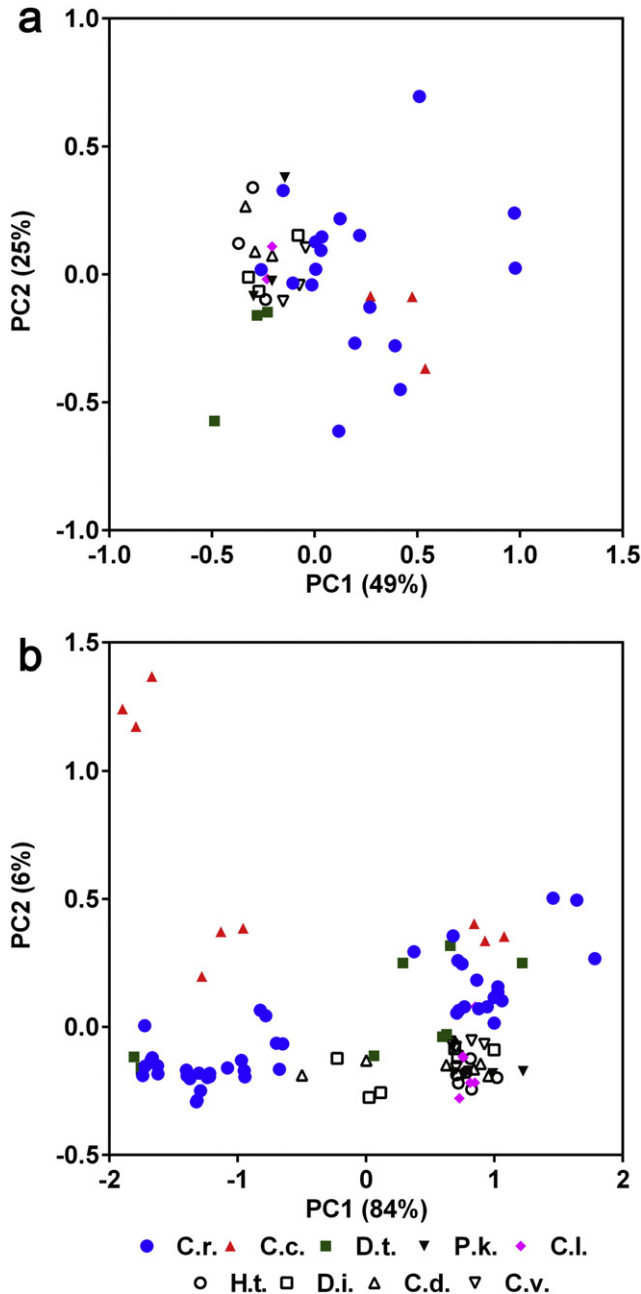 a
1.0
0.5
0.0
-0.5
-1.0
PC2 (25%)
-1.0 -0.5 0.0 0.5 1.0 1.5
PC1 (49%)
b
1.5
1.0
0.5
0.0
-0.5
PC2 (6%)
-2 -1 0 1 2
PC1 (84%)
C.r. C.c. D.t. P.k. C.l.
H.t. D.i. C.d. C.v.